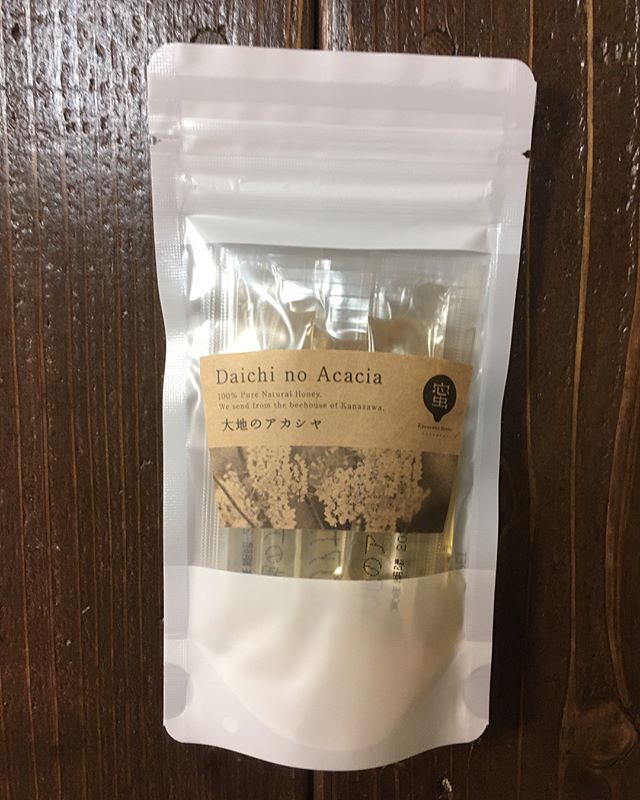 Daichi no Acacia
100% Pure Natural Honey.
We send from the beehouse of Kanazawa.
大地のアカシヤ
蜜